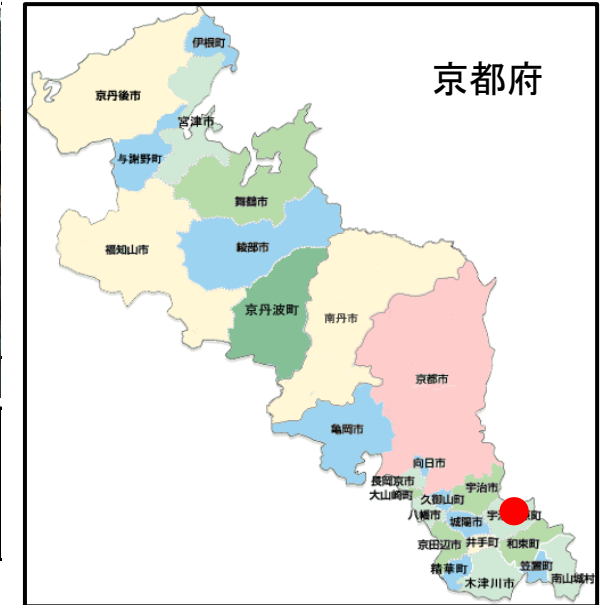 京都府
伊根町
京丹後市
宮津市
与謝野町
舞鶴市
福知山市
綾部市
京丹波町
南丹市
京都市
亀岡市
向日市
長岡京市
大山崎町
宇治市
久御山町
八幡市
城陽市
京田辺市
井手町
和束町
精華町
笠置町
木津川市
南山城村